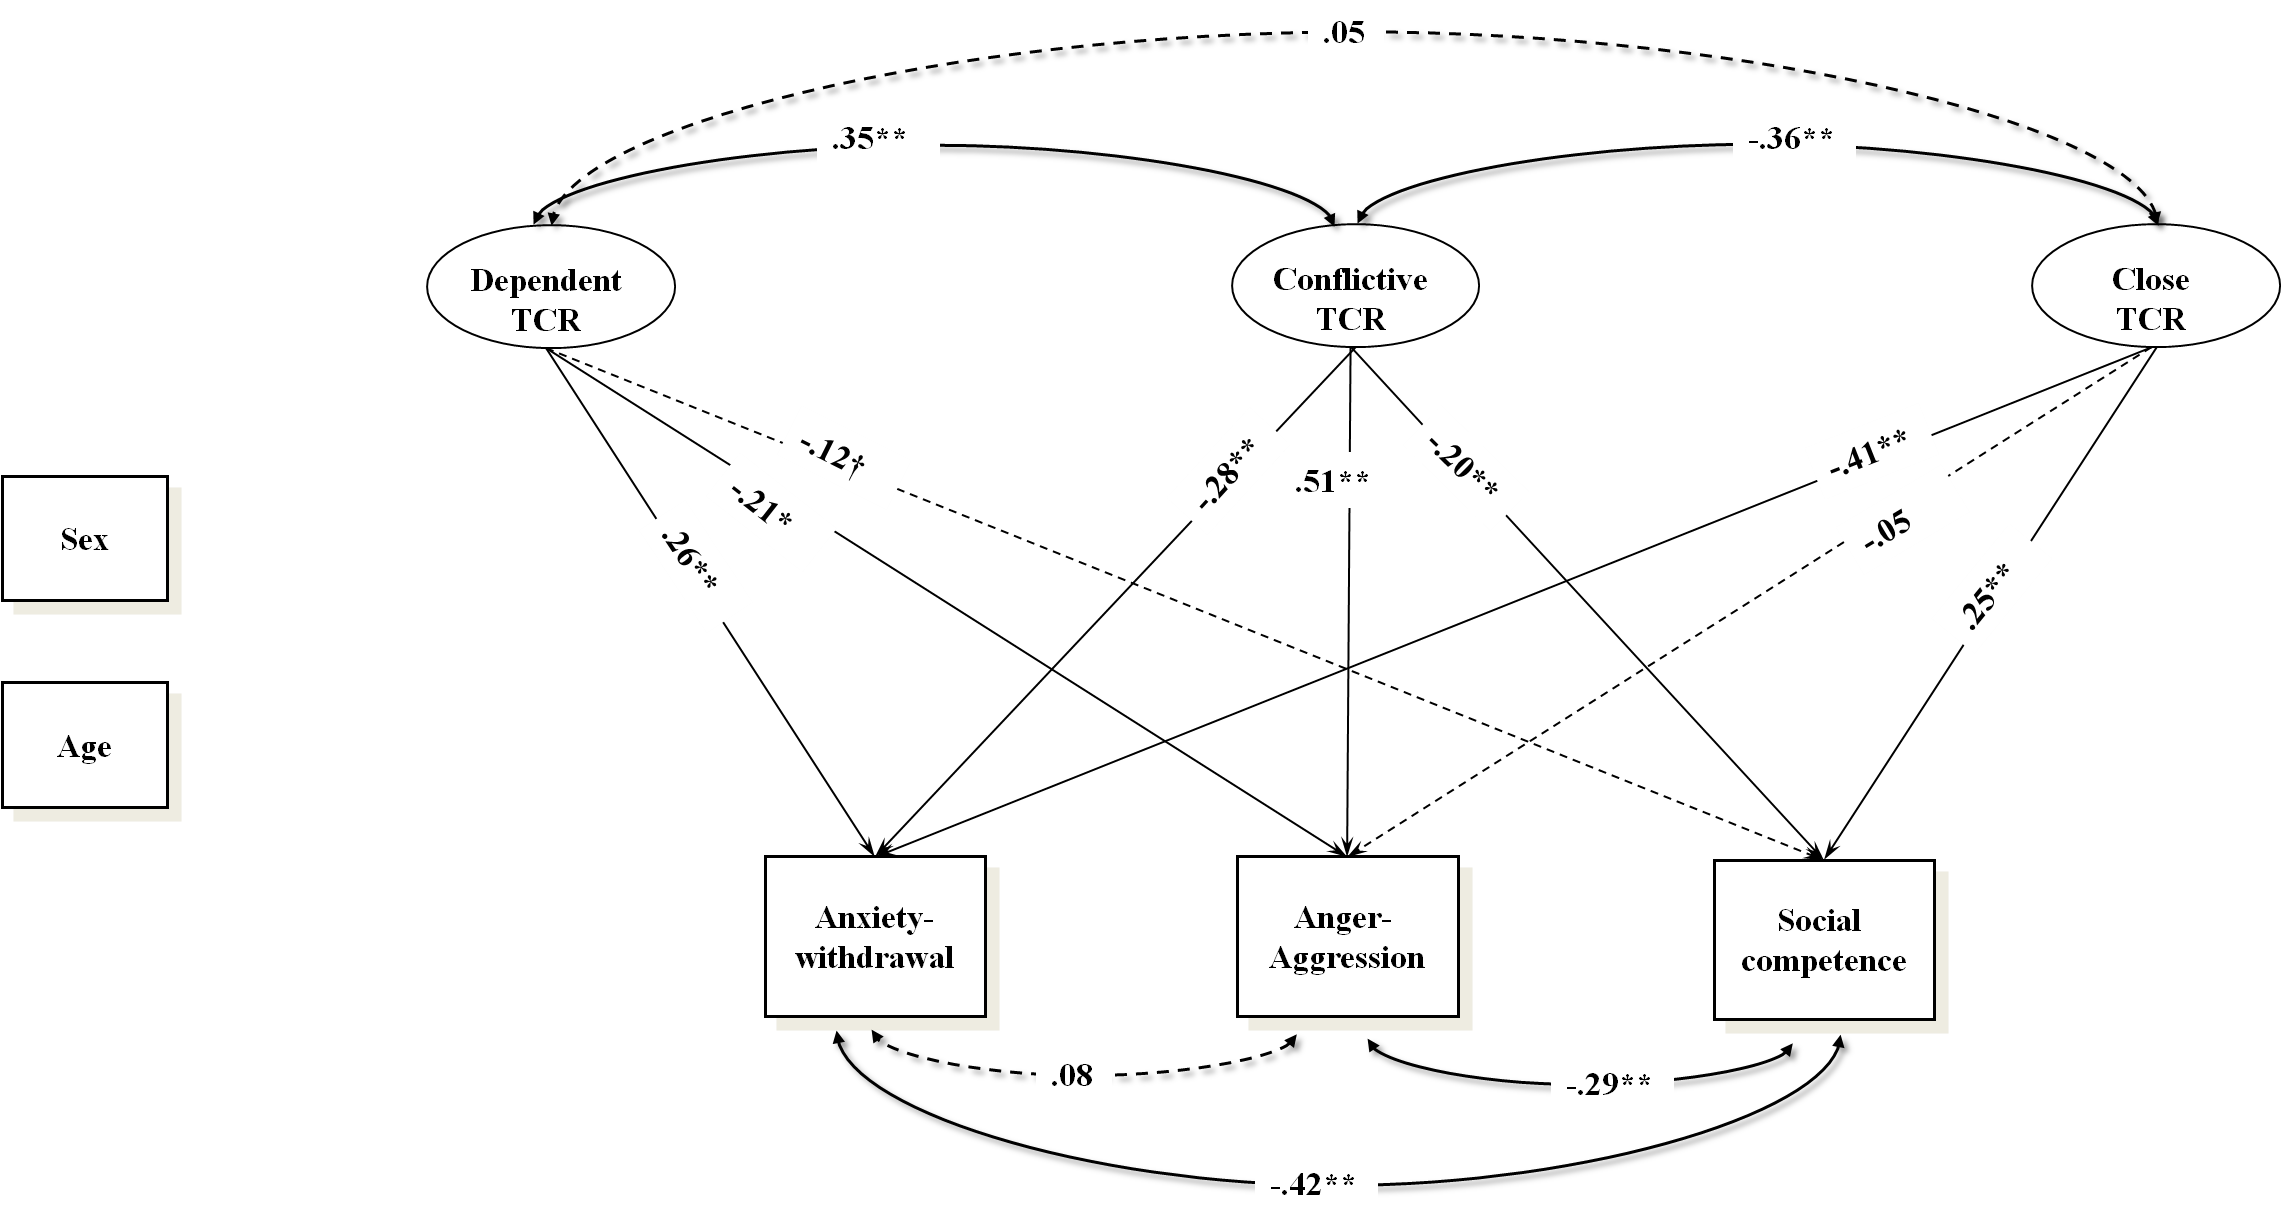 .05
.35**
-.36**
Dependent
TCR
Conflictive
TCR
Close
TCR
-.12†
-.21*
.26**
-.28**
.51**
-.20**
-.41**
-.05
.25**
Sex
Age
Anxiety-
withdrawal
Anger-
Aggression
Social
competence
.08
-.29**
-.42**